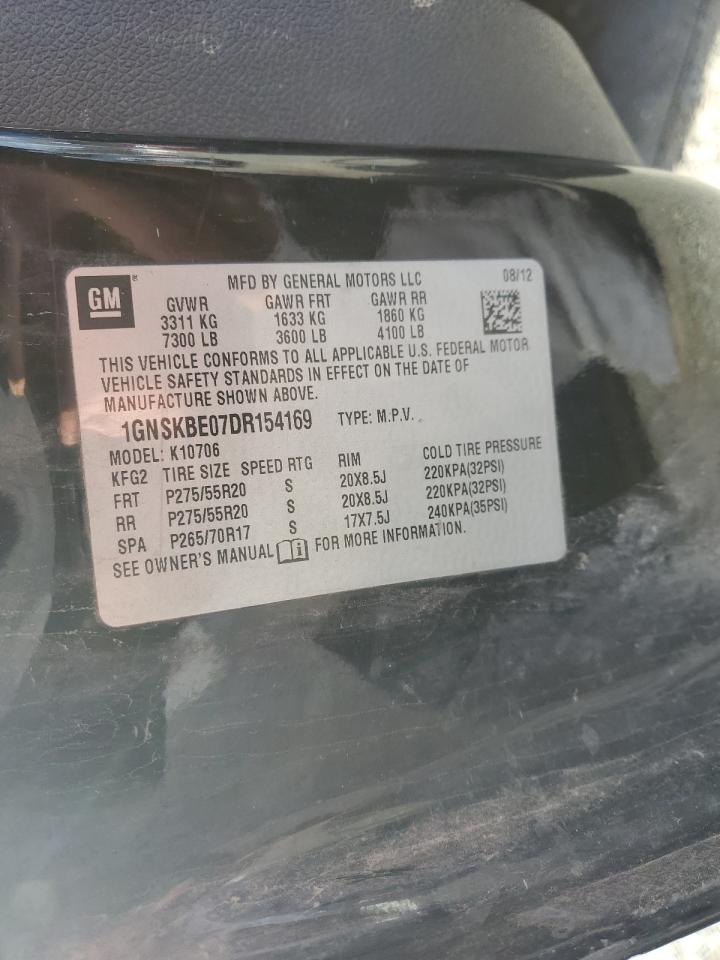 GM ® MFD BY GENERAL MOTORS LLC 08/12
GVWR GAWR FRT GAWR RR
3311 KG 1633 KG 1860 KG
7300 LB 3600 LB 4100 LB
THIS VEHICLE CONFORMS TO ALL APPLICABLE U.S. FEDERAL MOTOR
VEHICLE SAFETY STANDARDS IN EFFECT ON THE DATE OF
MANUFACTURE SHOWN ABOVE.
1GNSKBE07DR154169 TYPE: M.P.V.
MODEL: K10706
KFG2 TIRE SIZE SPEED RTG RIM COLD TIRE PRESSURE
FRT P275/55R20 S 20X8.5J 220KPA(32PSI)
RR P275/55R20 S 20X8.5J 220KPA(32PSI)
SPA P265/70R17 S 17X7.5J 240KPA(35PSI)
SEE OWNER'S MANUAL i FOR MORE INFORMATION.